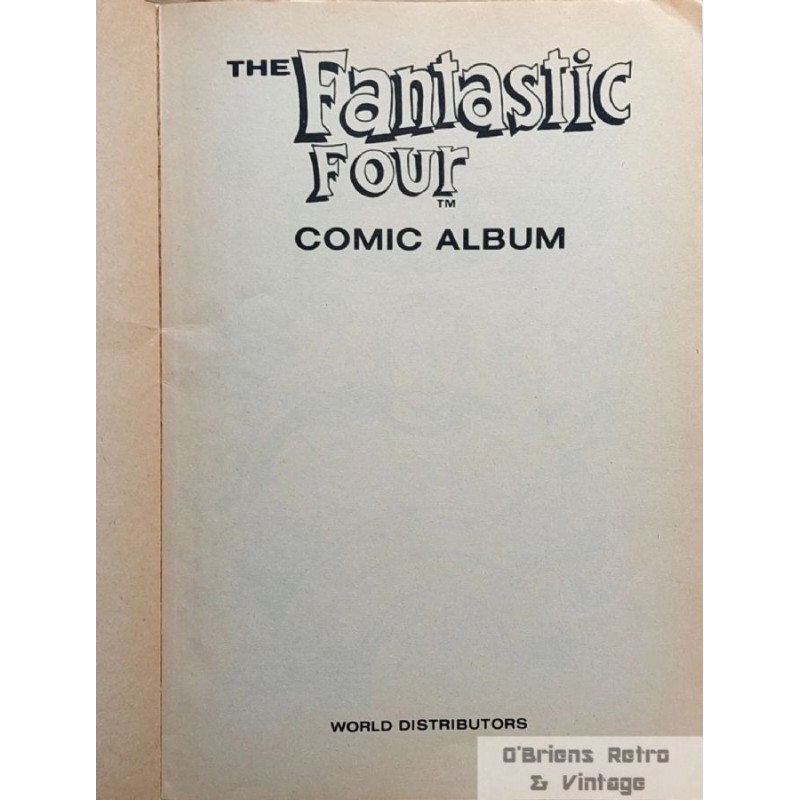 THE Fantastic
Four
TM
COMIC ALBUM
WORLD DISTRIBUTORS
O'Briens Retro
& Vintage